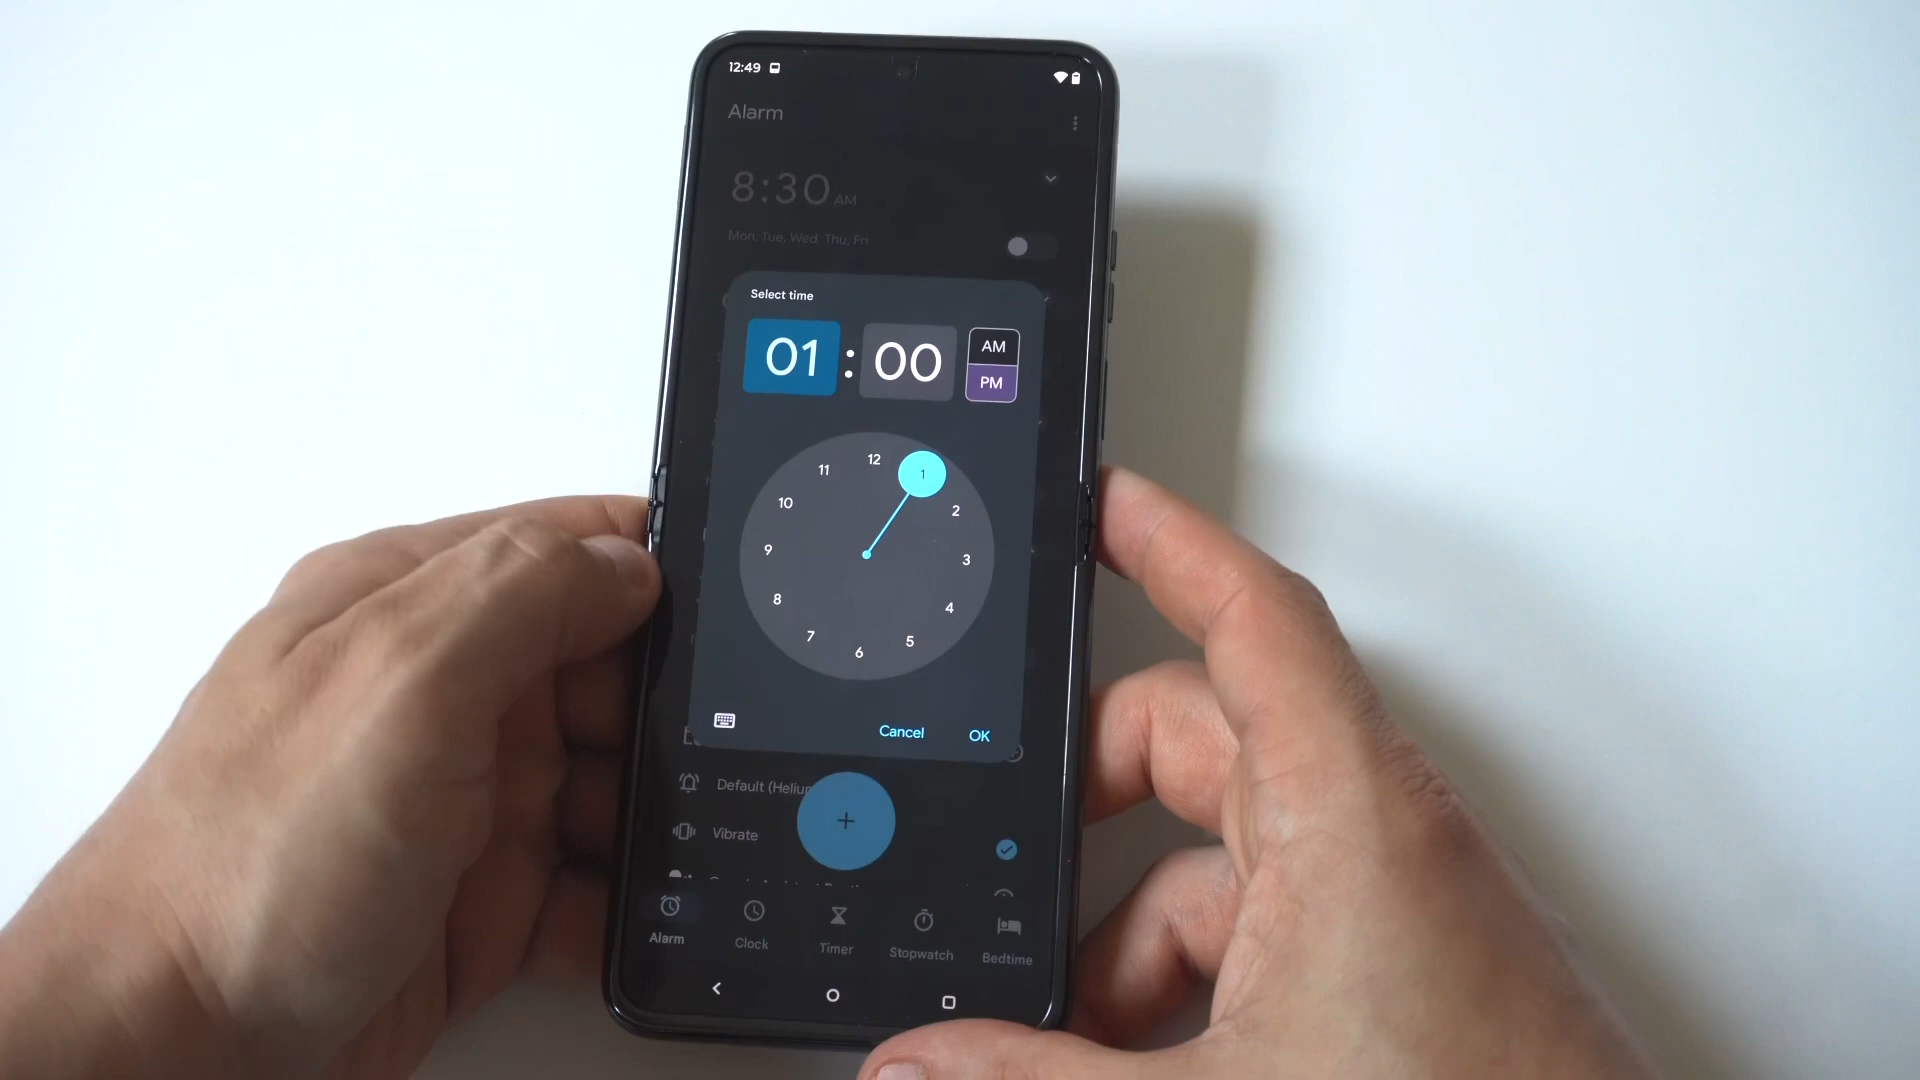 12:49
Alarm
8:30 AM
Mon, Tue, Wed, Thu, Fri
Select time
01 : 00
AM
PM
12
11
1
10
2
9
3
8
4
7
5
6
Cancel
OK
Default (Heliu
+
Vibrate
Alarm
Clock
Timer
Stopwatch
Bedtime